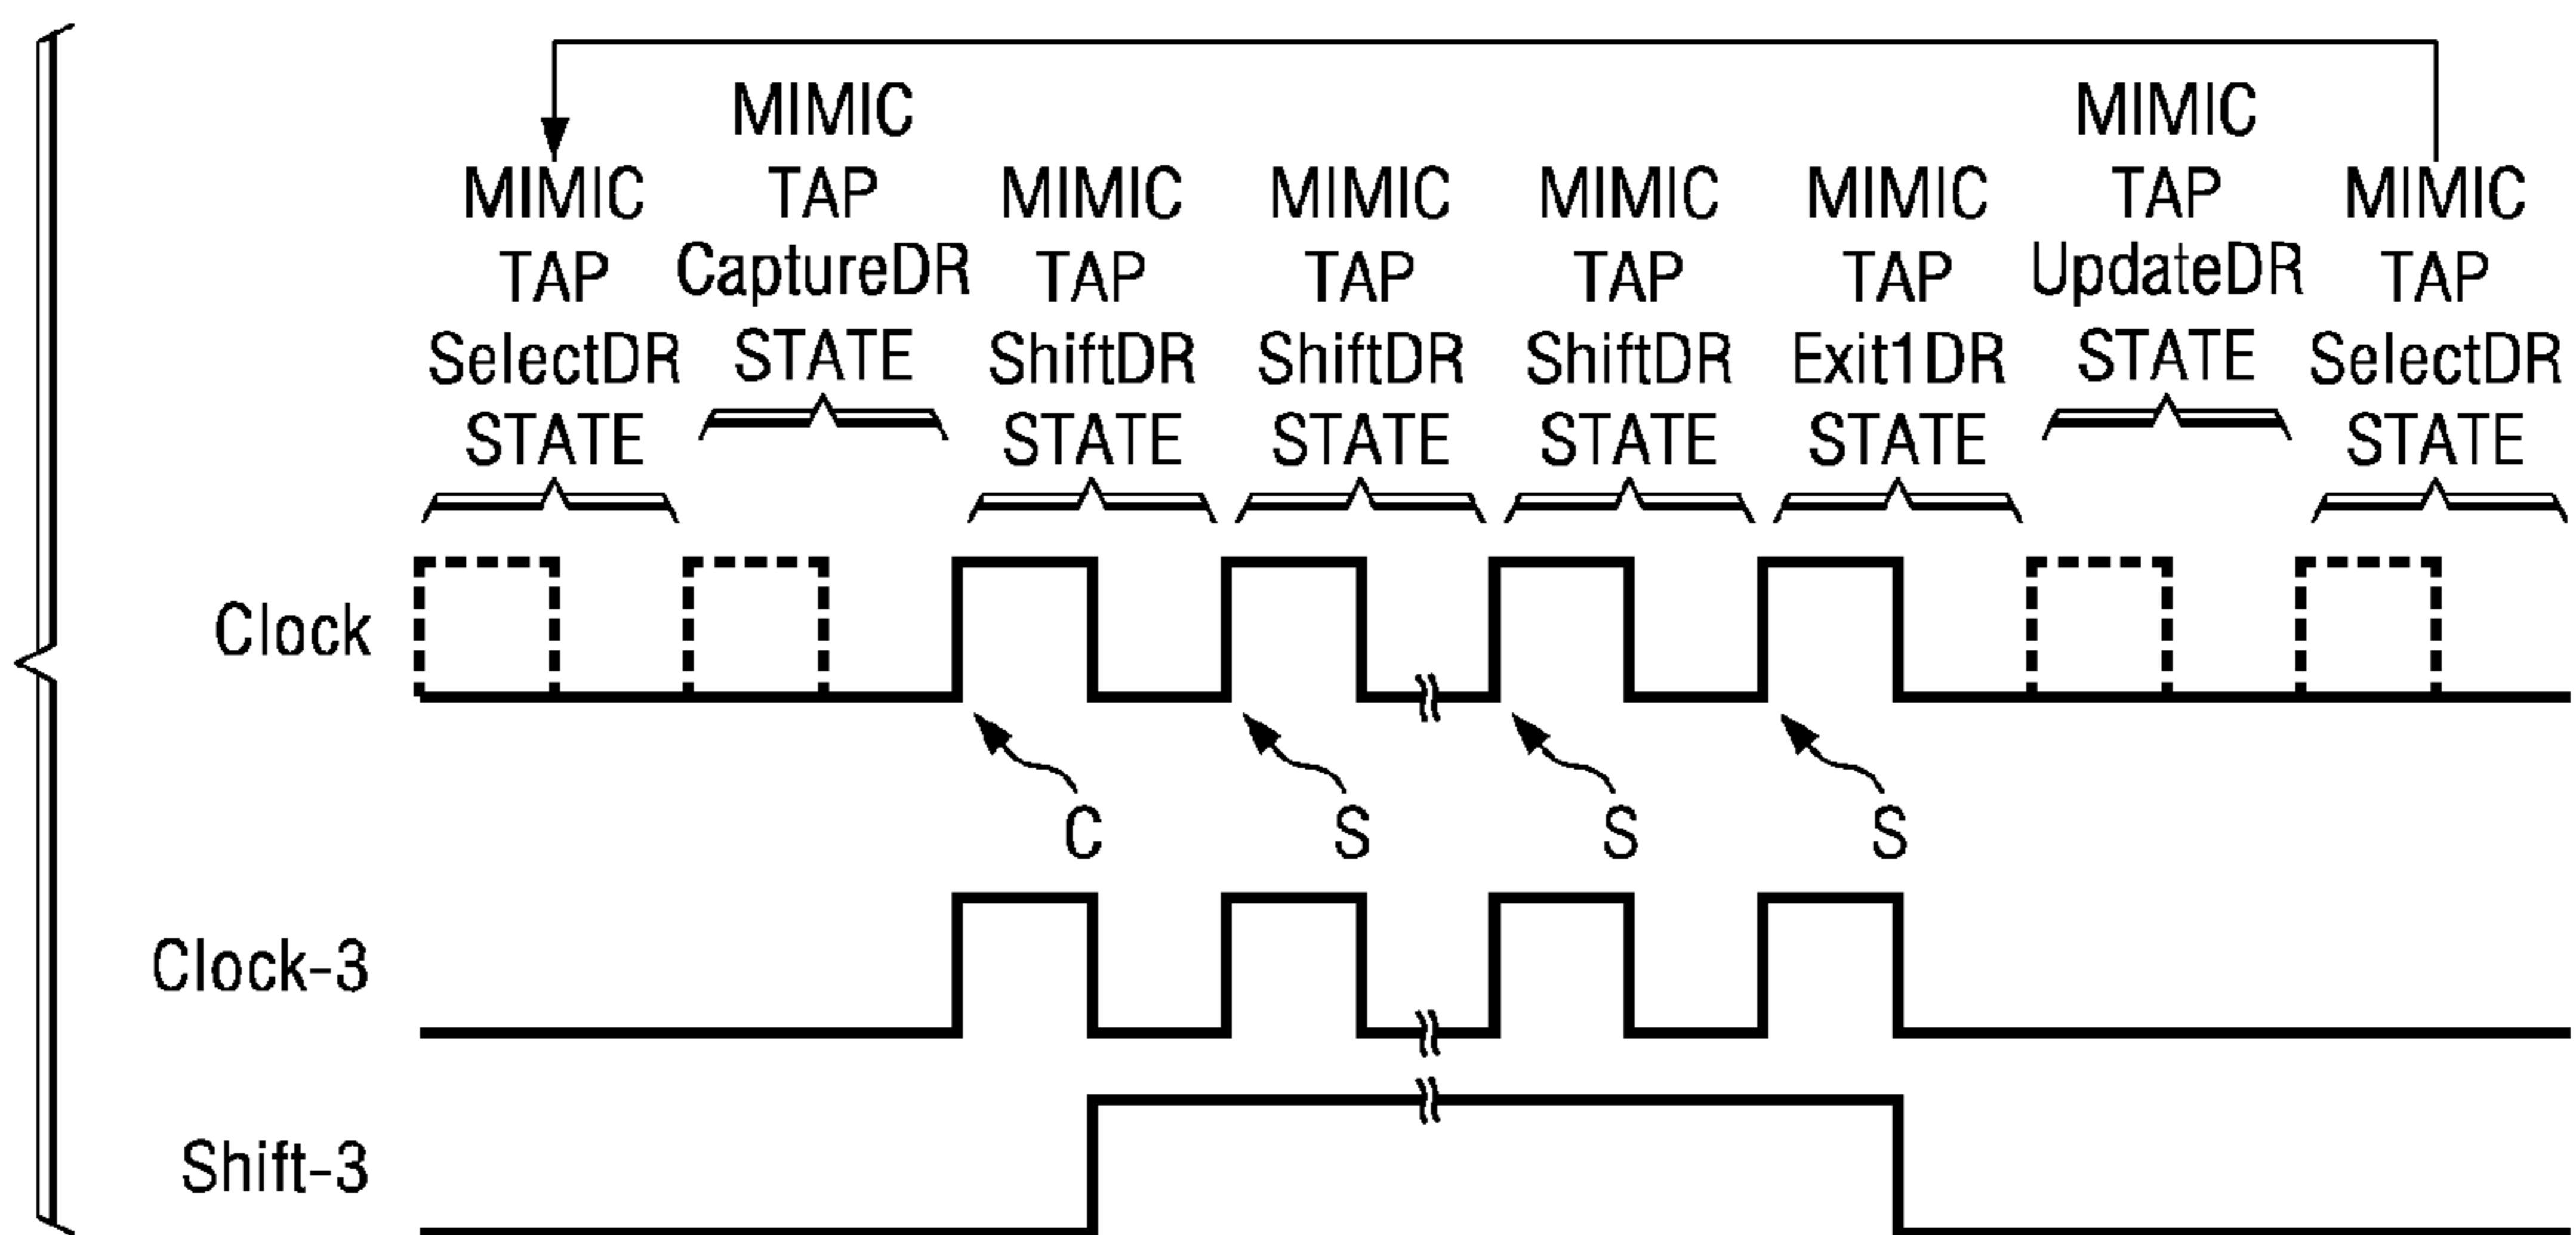 MIMIC
TAP
SelectDR
STATE
MIMIC
TAP
CaptureDR
STATE
MIMIC
TAP
ShiftDR
STATE
MIMIC
TAP
ShiftDR
STATE
MIMIC
TAP
ShiftDR
STATE
MIMIC
TAP
Exit1DR
STATE
MIMIC
TAP
UpdateDR
STATE
MIMIC
TAP
SelectDR
STATE
Clock
C
S
S
S
Clock-3
Shift-3